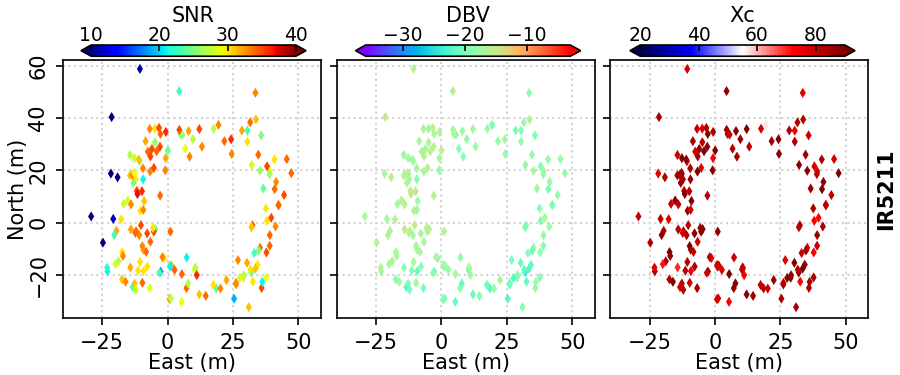 SNR DBV Xc
10 20 30 40 −30 −20 −10 20 40 60 80
60
40
20
0
−20
North (m)
IR5211
−25 0 25 50 −25 0 25 50 −25 0 25 50
East (m) East (m) East (m)